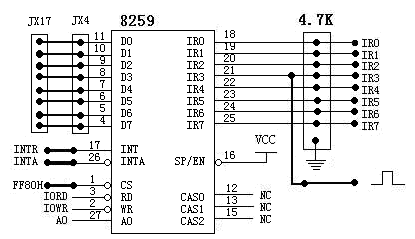 JX17 JX4 8259 4.7K
11 D0 IR0 18 IR0
10 D1 IR1 19 IR1
9 D2 IR2 20 IR2
8 D3 IR3 21 IR3
7 D4 IR4 22 IR4
6 D5 IR5 23 IR5
5 D6 IR6 24 IR6
4 D7 IR7 25 IR7
INTR 17 INT VCC
INTA 26 INTA SP/EN 16
FF80H 1 CS
IORD 3 RD CAS0 12 NC
IOWR 2 WR CAS1 13 NC
A0 27 A0 CAS2 15 NC